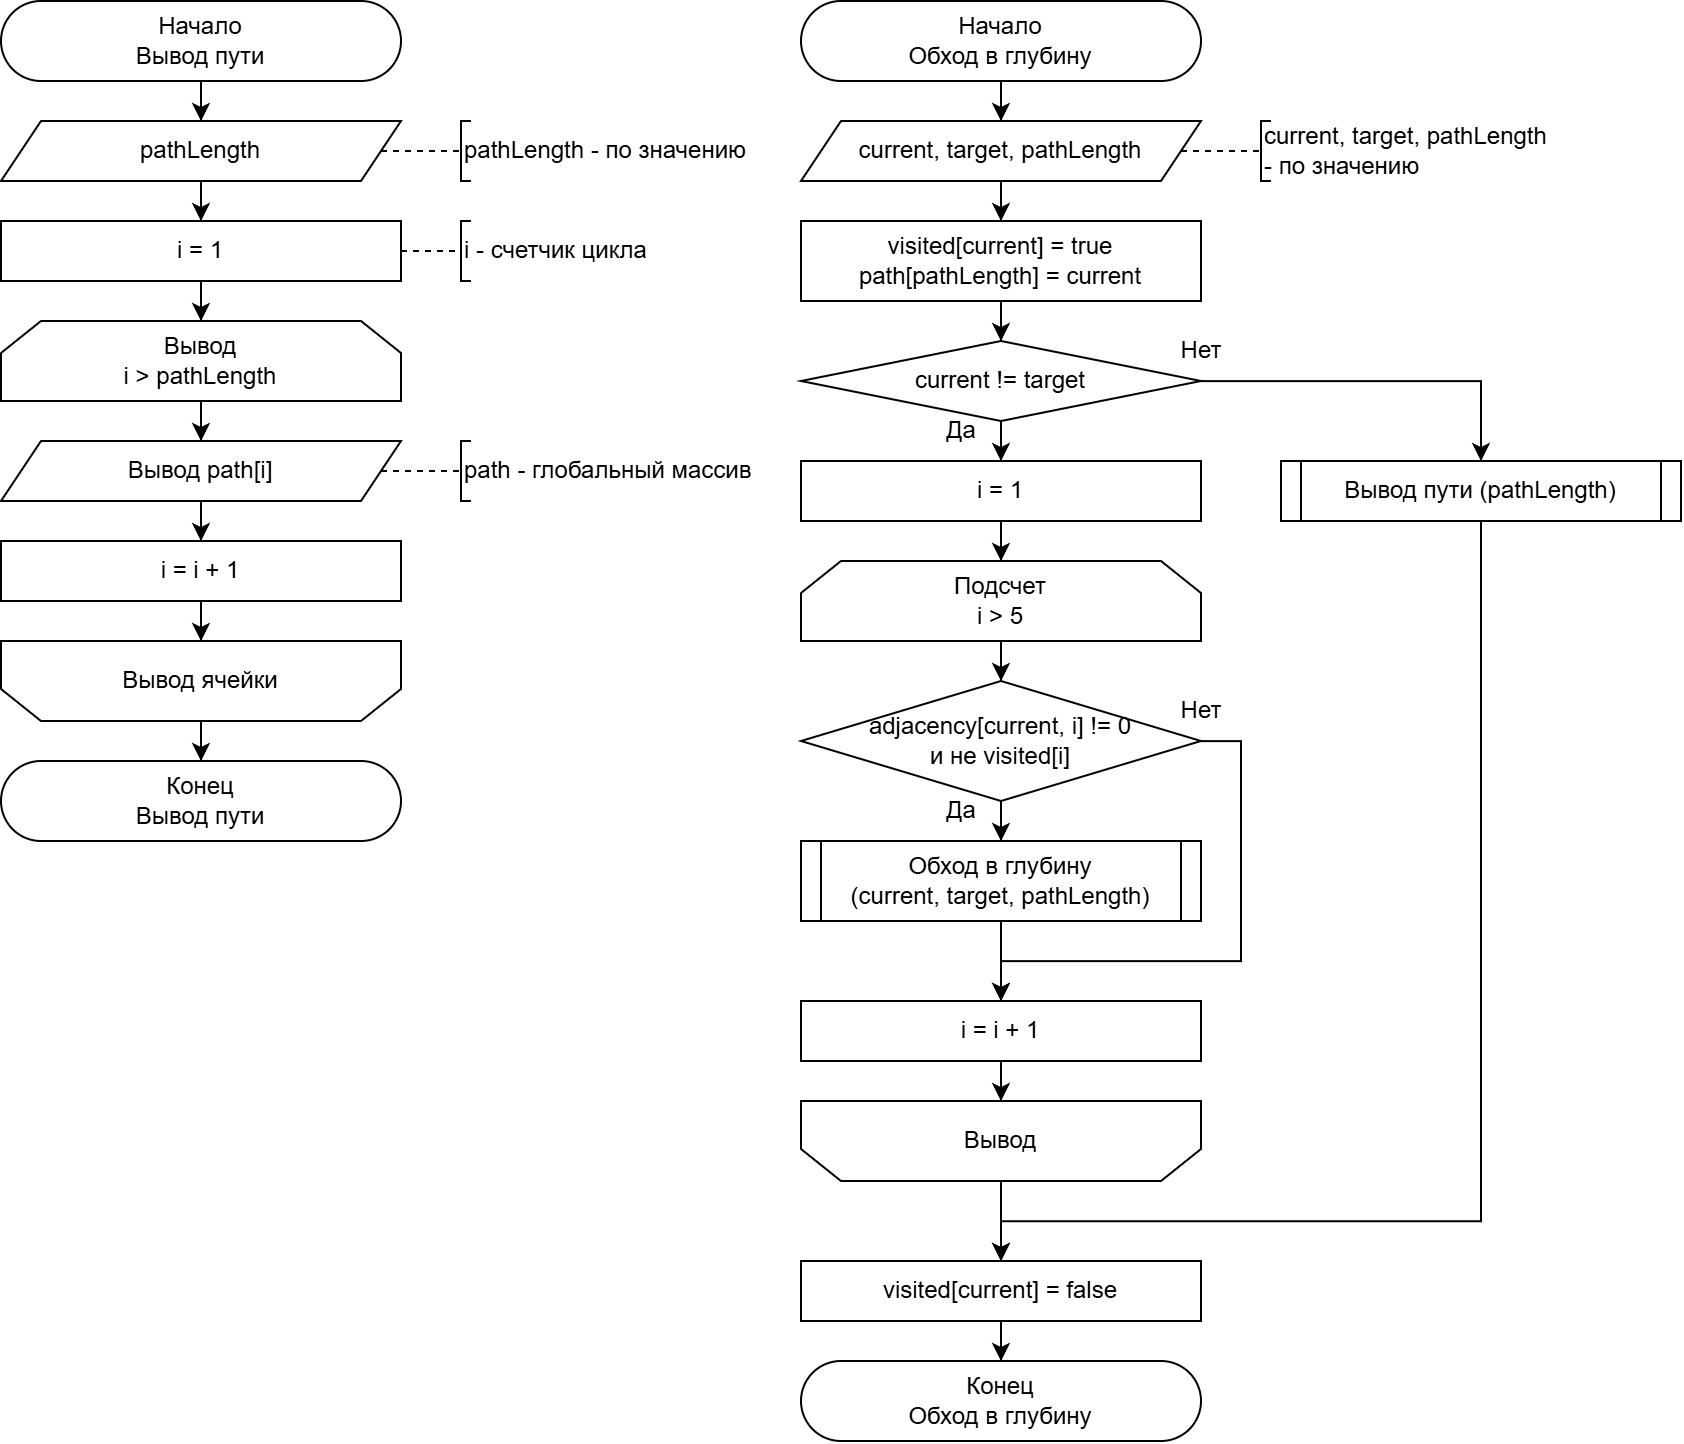 Начало
Вывод пути
pathLength
pathLength - по значению
i = 1
i - счетчик цикла
Вывод
i > pathLength
Вывод path[i]
path - глобальный массив
i = i + 1
Вывод ячейки
Конец
Вывод пути
Начало
Обход в глубину
current, target, pathLength
current, target, pathLength
- по значению
visited[current] = true
path[pathLength] = current
current != target
Нет
Да
i = 1
Вывод пути (pathLength)
Подсчет
i > 5
adjacency[current, i] != 0
и не visited[i]
Нет
Да
Обход в глубину
(current, target, pathLength)
i = i + 1
Вывод
visited[current] = false
Конец
Обход в глубину